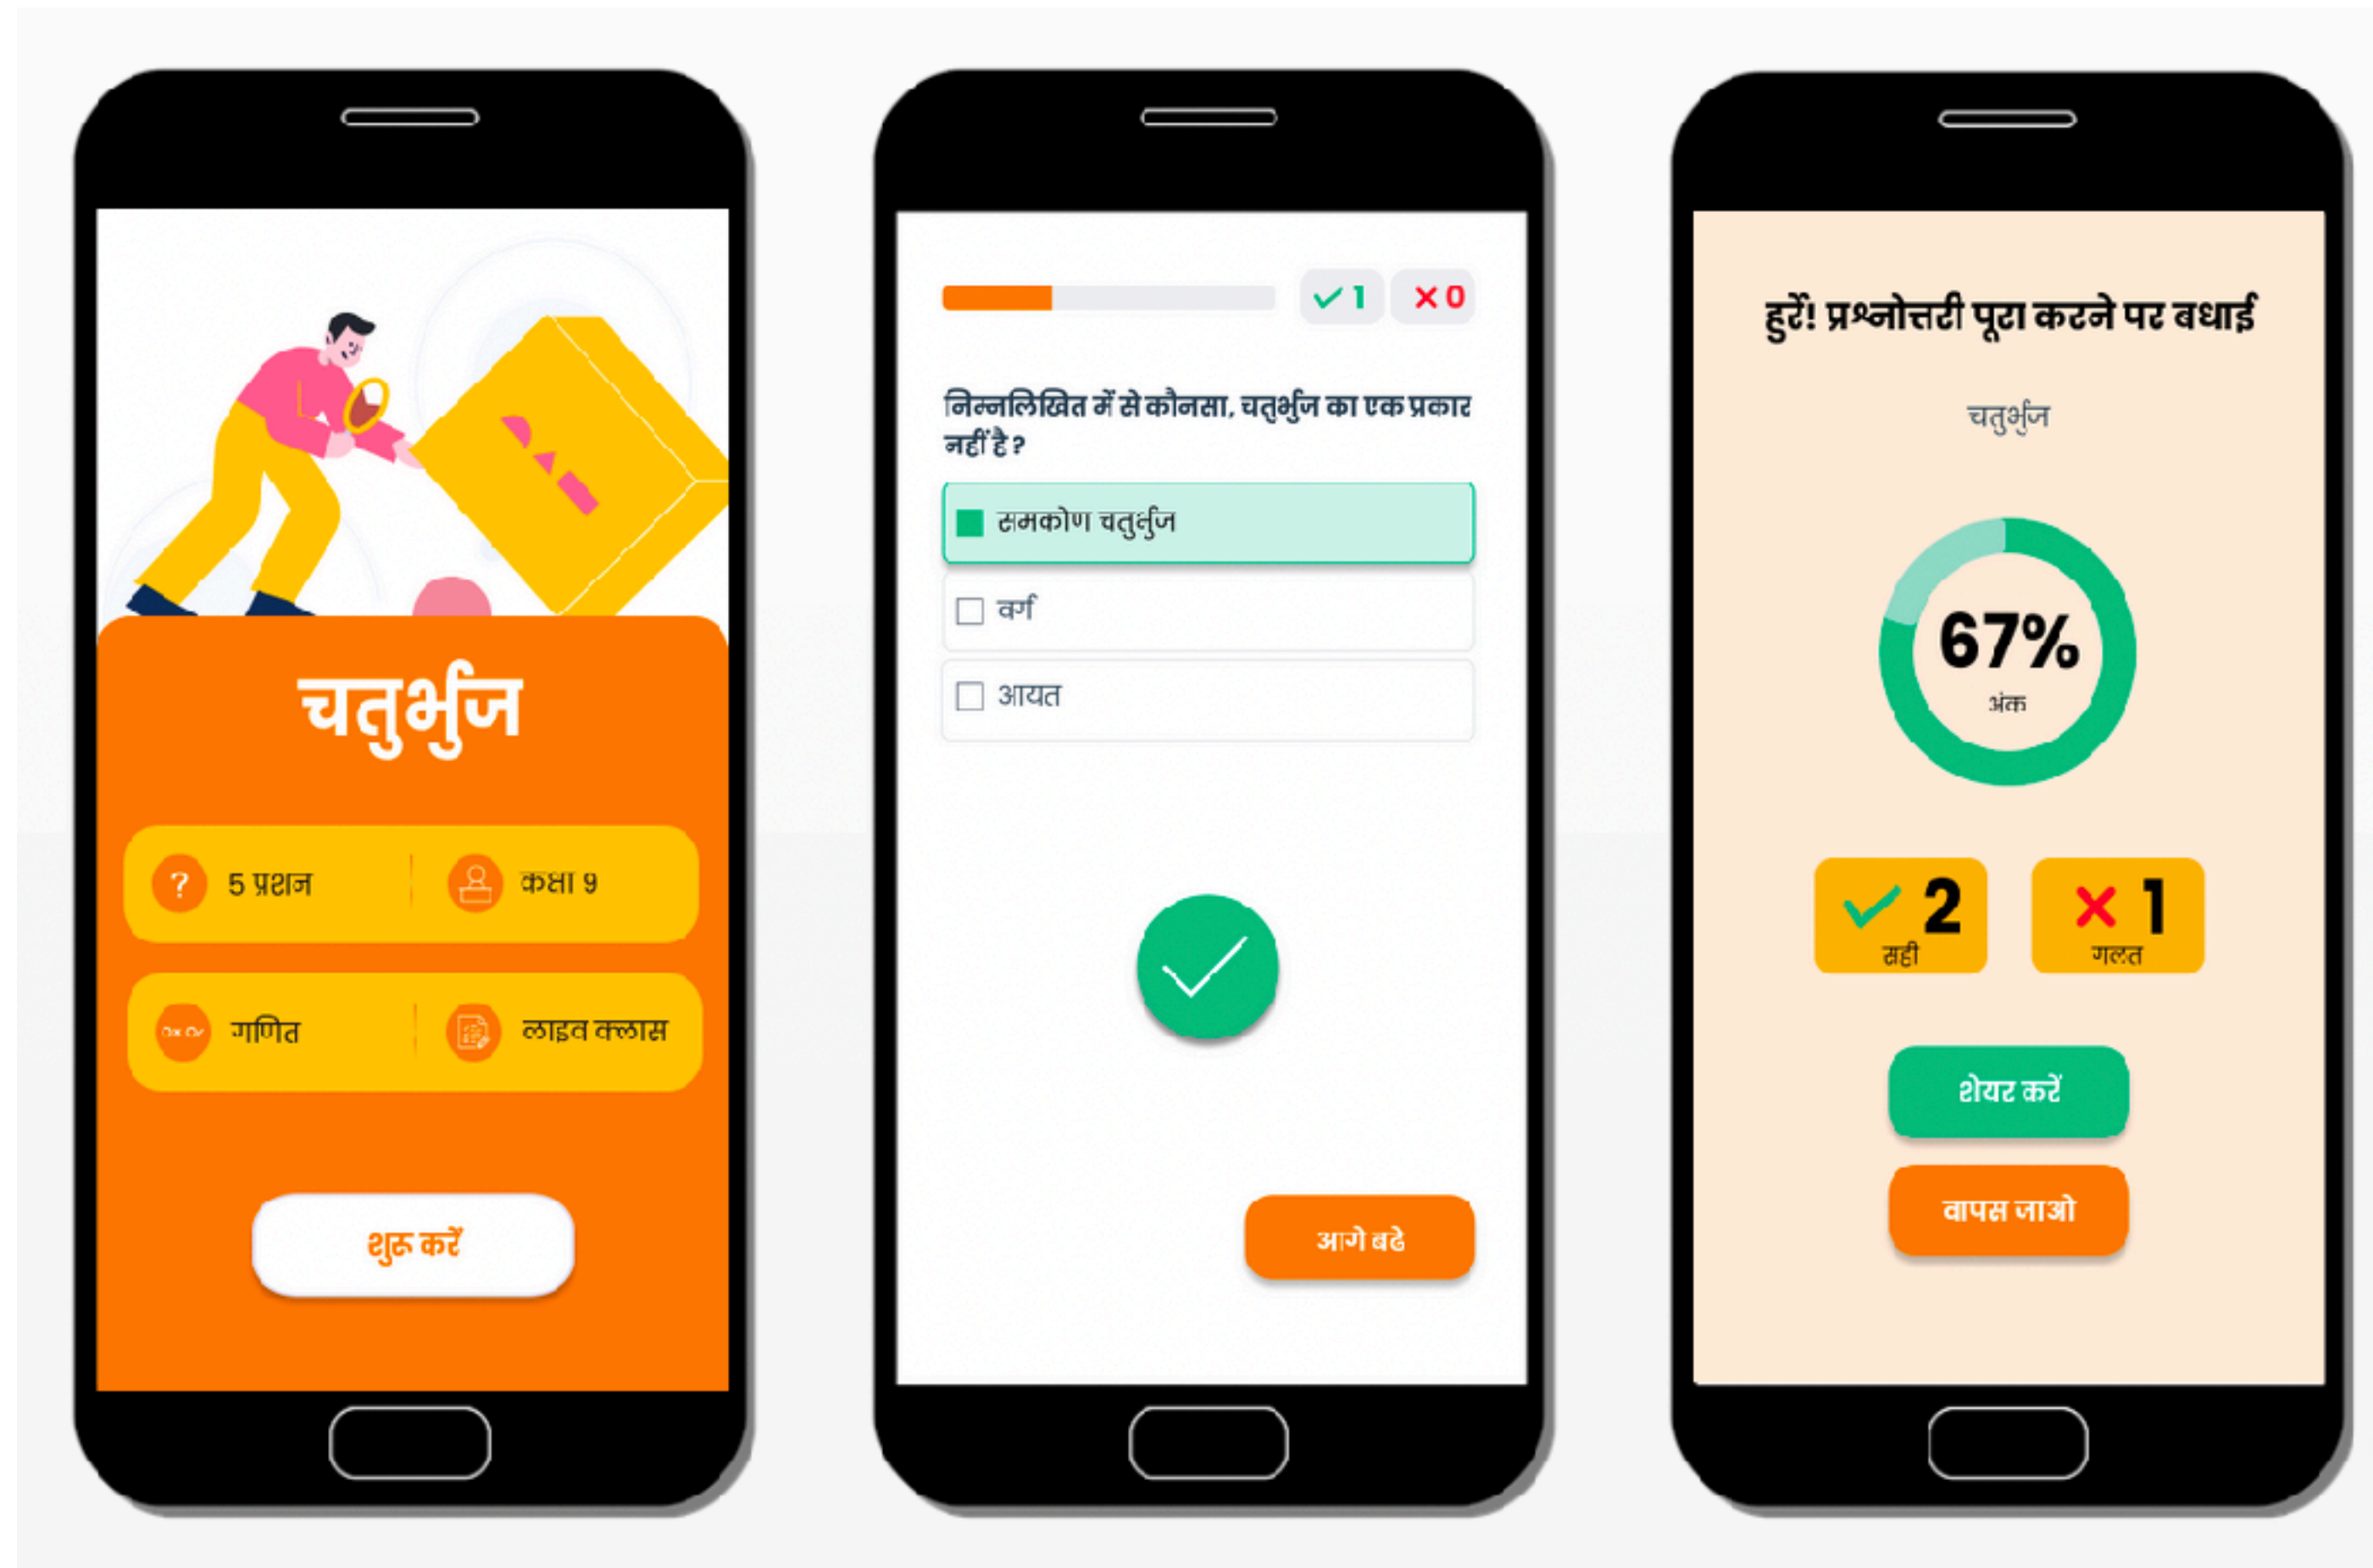 चतुर्भुज
5 प्रशन
कक्षा 9
गणित
लाइव क्लास
शुरू करें
1
0
निम्नलिखित में से कौनसा, चतुर्भुज का एक प्रकार
नहीं है ?
समकोण चतुर्भुज
वर्ग
आयत
आगे बढे
हुर्रे! प्रश्नोत्तरी पूरा करने पर बधाई
चतुर्भुज
67%
अंक
2
सही
1
गलत
शेयर करें
वापस जाओ